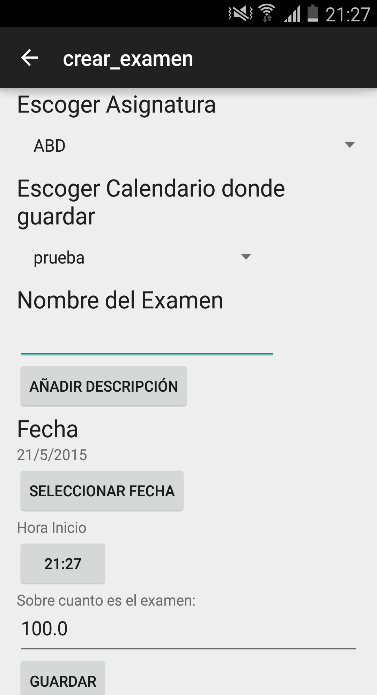 21:27
crear_examen
Escoger Asignatura
ABD
Escoger Calendario donde
guardar
prueba
Nombre del Examen
AÑADIR DESCRIPCIÓN
Fecha
21/5/2015
SELECCIONAR FECHA
Hora Inicio
21:27
Sobre cuanto es el examen:
100.0
GUARDAR